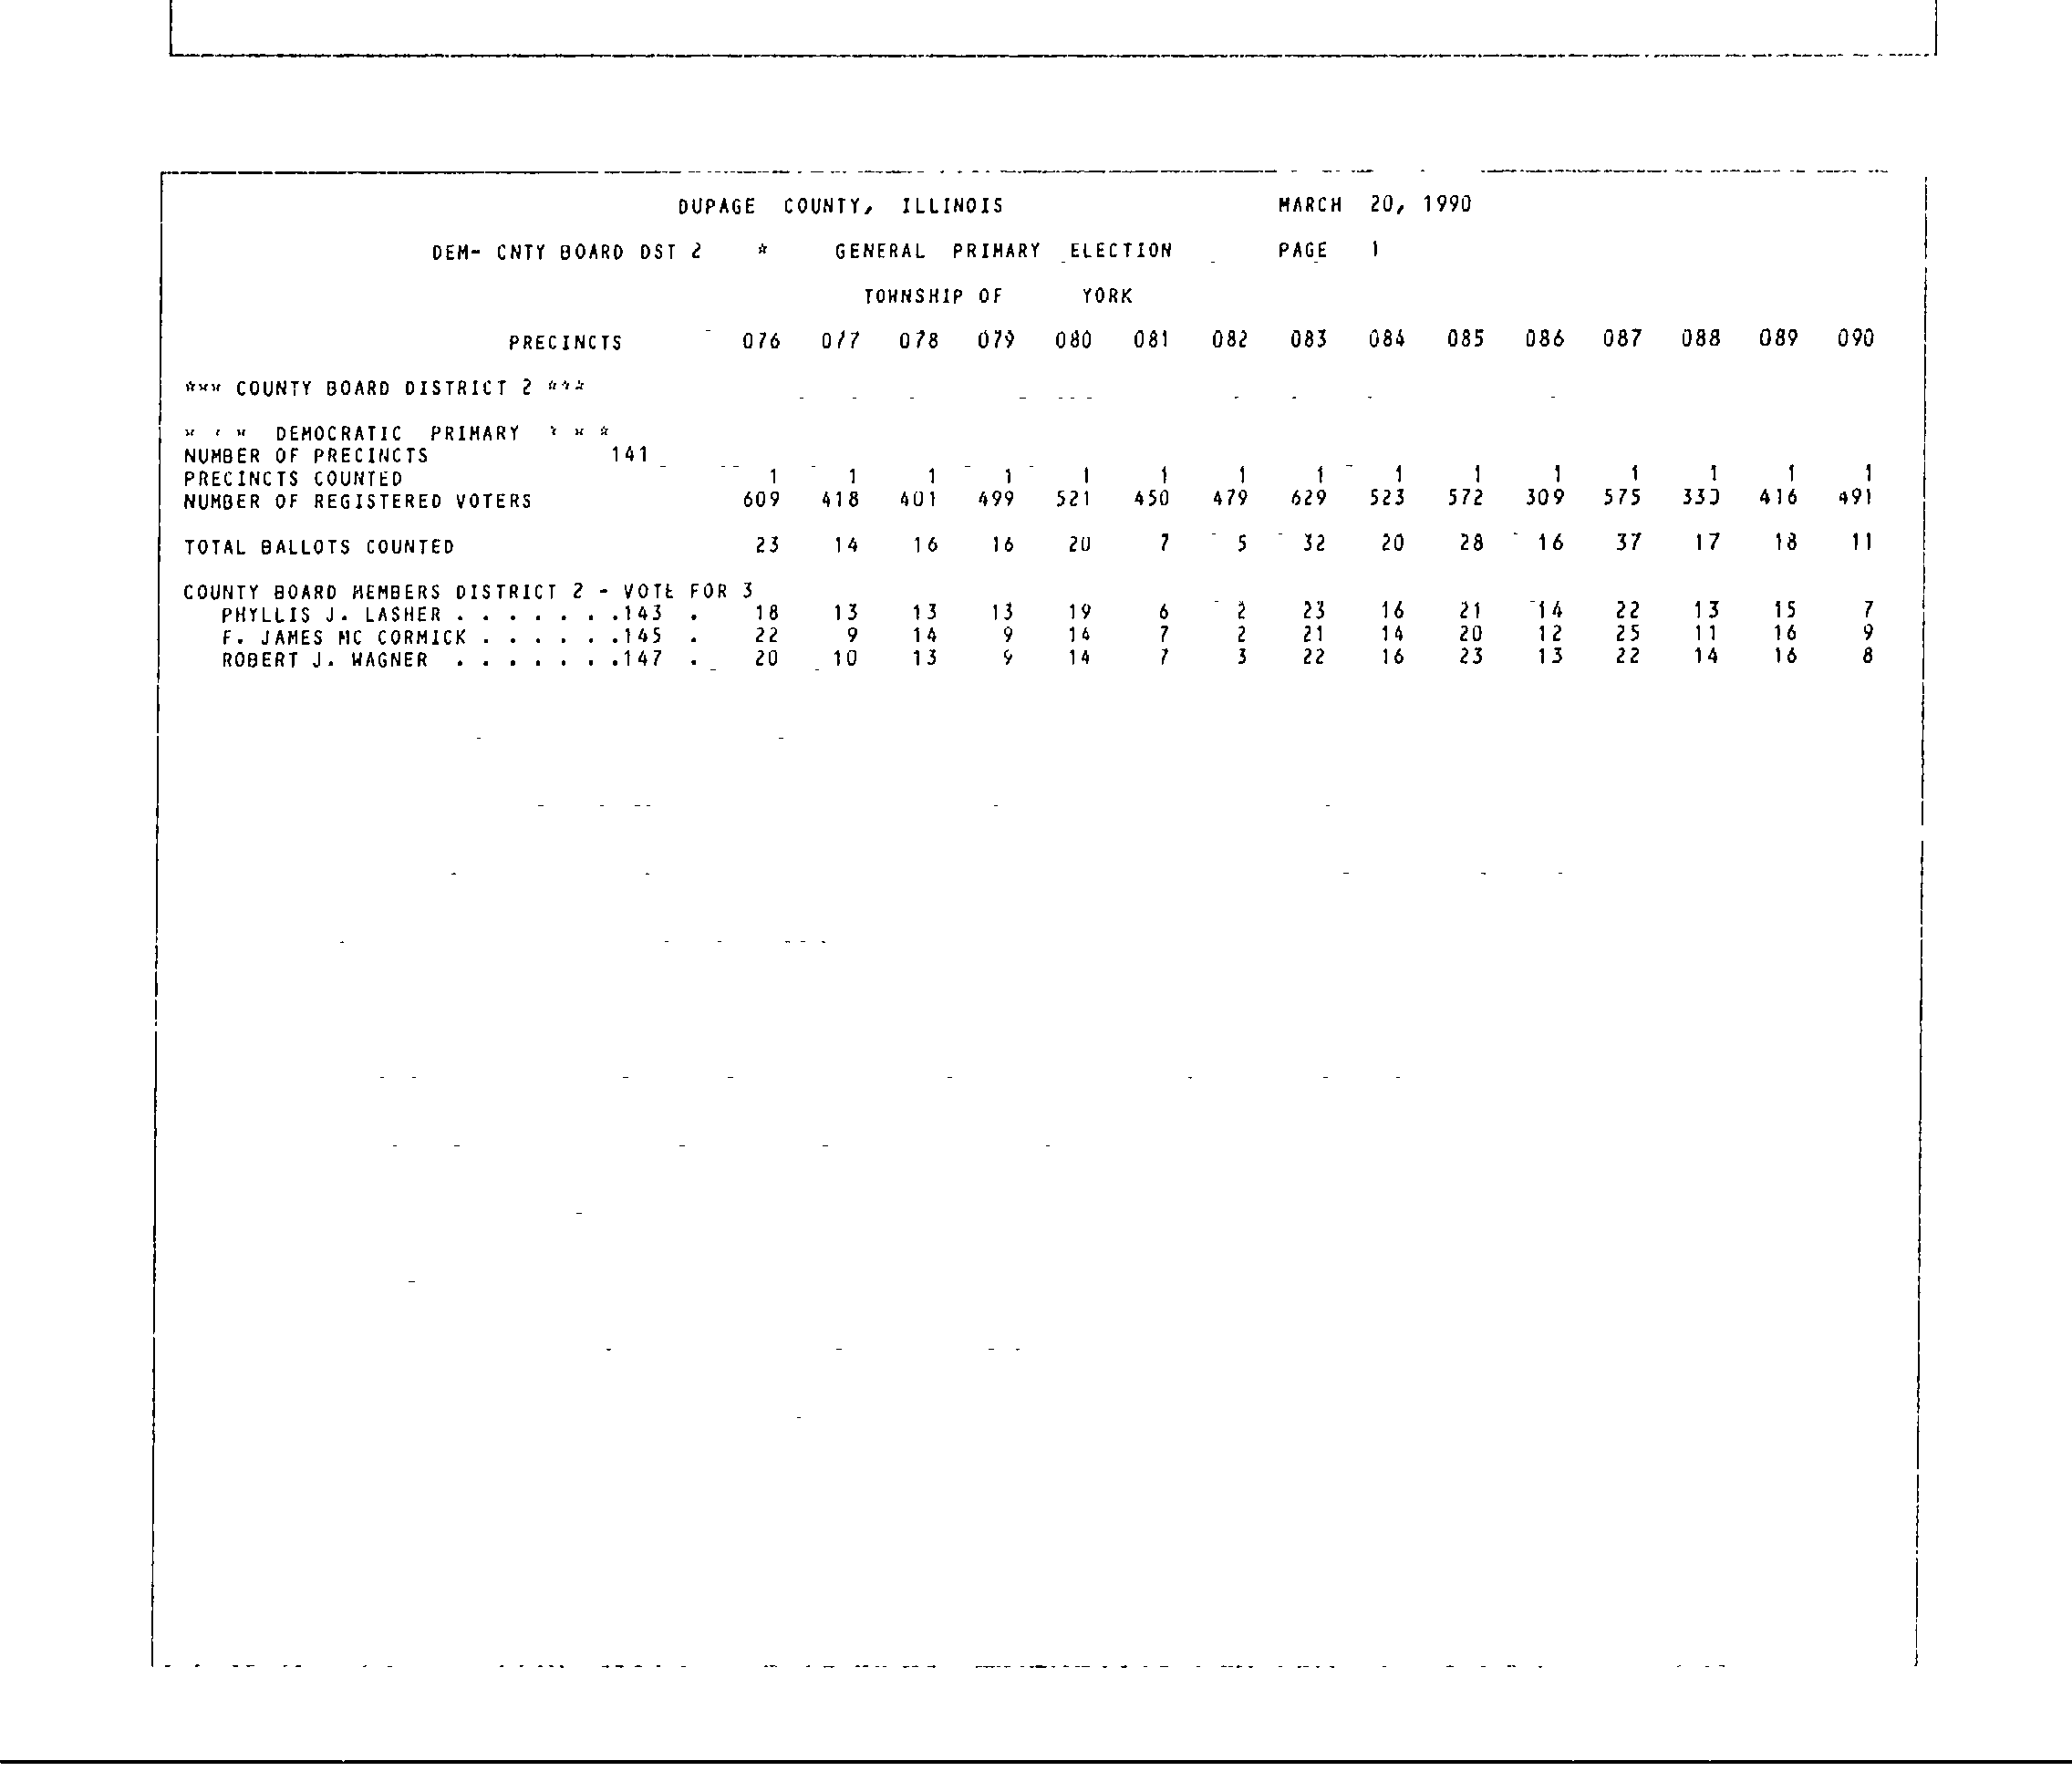 DUPAGE COUNTY, ILLINOIS MARCH 20, 1990
DEM- CNTY BOARD DST 2 * GENERAL PRIMARY ELECTION PAGE 1
TOWNSHIP OF YORK
PRECINCTS 076 077 078 079 080 081 082 083 084 085 086 087 088 089 090
*** COUNTY BOARD DISTRICT 2 ***
* * * DEMOCRATIC PRIMARY * * *
NUMBER OF PRECINCTS 141
PRECINCTS COUNTED 1 1 1 1 1 1 1 1 1 1 1 1 1 1 1
NUMBER OF REGISTERED VOTERS 609 418 401 499 521 450 479 629 523 572 309 575 330 416 491
TOTAL BALLOTS COUNTED 23 14 16 16 20 7 5 32 20 28 16 37 17 18 11
COUNTY BOARD MEMBERS DISTRICT 2 - VOTE FOR 3
PHYLLIS J. LASHER . . . . . . .143 . 18 13 13 13 19 6 2 23 16 21 14 22 13 15 7
F. JAMES MC CORMICK . . . . . .145 . 22 9 14 9 14 7 2 21 14 20 12 25 11 16 9
ROBERT J. WAGNER . . . . . . .147 . 20 10 13 9 14 7 3 22 16 23 13 22 14 16 8